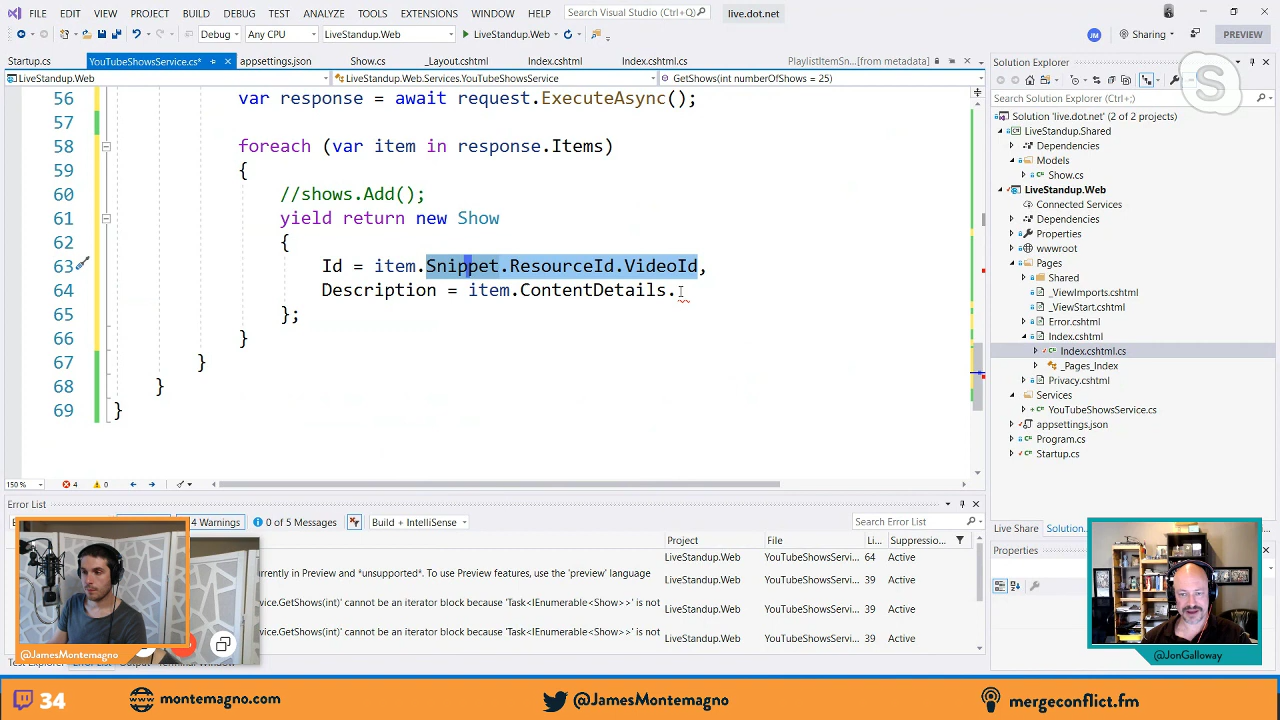 FILE EDIT VIEW PROJECT BUILD DEBUG TEST ANALYZE TOOLS EXTENSIONS WINDOW HELP Search Visual Studio (Ctrl+Q) live.dot.net
Debug Any CPU LiveStandup.Web LiveStandup.Web JM Sharing PREVIEW
Startup.cs YouTubeShowsService.cs* appsettings.json Show.cs _Layout.cshtml Index.cshtml Index.cshtml.cs PlaylistItemSn... [from metadata]
LiveStandup.Web LiveStandup.Web.Services.YouTubeShowsService GetShows(int numberOfShows = 25)
56 var response = await request.ExecuteAsync();
57
58 foreach (var item in response.Items)
59 {
60 //shows.Add();
61 yield return new Show
62 {
63 Id = item.Snippet.ResourceId.VideoId,
64 Description = item.ContentDetails.
65 };
66 }
67 }
68 }
69 }
150 % 4 0
Solution Explorer
Search Solution Explorer (Ctrl+;)
Solution 'live.dot.net' (2 of 2 projects)
LiveStandup.Shared
Dependencies
Models
Show.cs
LiveStandup.Web
Connected Services
Dependencies
Properties
wwwroot
Pages
Shared
_ViewImports.cshtml
_ViewStart.cshtml
Error.cshtml
Index.cshtml
Index.cshtml.cs
_Pages_Index
Privacy.cshtml
Services
YouTubeShowsService.cs
appsettings.json
Program.cs
Startup.cs
Live Share Solution...
Properties
Error List
4 Warnings 0 of 5 Messages Build + IntelliSense Search Error List
Project File Li... Suppressio...
LiveStandup.Web YouTubeShowsServi... 64 Active
urrently in Preview and *unsupported*. To use Preview features, use the 'preview' language LiveStandup.Web YouTubeShowsServi... 39 Active
vice.GetShows(int)' cannot be an iterator block because 'Task<IEnumerable<Show>>' is not LiveStandup.Web YouTubeShowsServi... 39 Active
vice.GetShows(int)' cannot be an iterator block because 'Task<IEnumerable<Show>>' is not LiveStandup.Web YouTubeShowsServi... 39 Active
@JamesMontemagno
@JonGalloway
34 montemagno.com @JamesMontemagno mergeconflict.fm